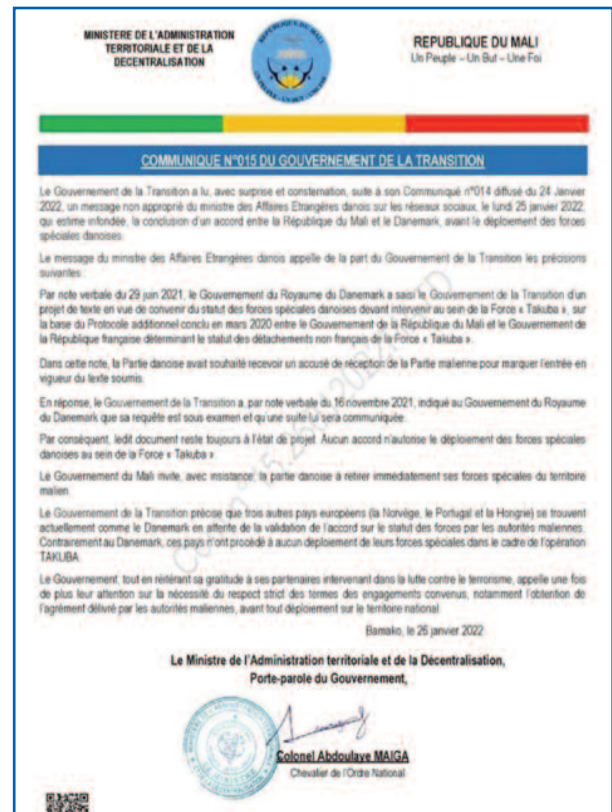 MINISTERE DE L'ADMINISTRATION
TERRITORIALE ET DE LA
DECENTRALISATION
REPUBLIQUE DU MALI
Un Peuple – Un But – Une Foi
COMMUNIQUE N°015 DU GOUVERNEMENT DE LA TRANSITION
Le Gouvernement de la Transition a lu, avec surprise et consternation, suite à son Communiqué n°014 diffusé du 24 Janvier
2022, un message non approprié du ministre des Affaires Etrangères danois sur les réseaux sociaux, le lundi 25 janvier 2022,
qui estime infondée, la conclusion d'un accord entre la République du Mali et le Danemark, avant le déploiement des forces
spéciales danoises.
Le message du ministre des Affaires Etrangères danois appelle de la part du Gouvernement de la Transition les précisions
suivantes :
Par note verbale du 29 juin 2021, le Gouvernement du Royaume du Danemark a saisi le Gouvernement de la Transition d'un
projet de texte en vue de convenir du statut des forces spéciales danoises devant intervenir au sein de la Force « Takuba », sur
la base du Protocole additionnel conclu en mars 2020 entre le Gouvernement de la République du Mali et le Gouvernement de
la République française déterminant le statut des détachements non français de la Force « Takuba ».
Dans cette note, la Partie danoise avait souhaité recevoir un accusé de réception de la Partie malienne pour marquer l'entrée en
vigueur du texte soumis.
En réponse, le Gouvernement de la Transition a, par note verbale du 16 novembre 2021, indiqué au Gouvernement du Royaume
du Danemark que sa requête est sous examen et qu'une suite lui sera communiquée.
Par conséquent, ledit document reste toujours à l'état de projet. Aucun accord n'autorise le déploiement des forces spéciales
danoises au sein de la Force « Takuba ».
Le Gouvernement du Mali invite, avec insistance, la partie danoise à retirer immédiatement ses forces spéciales du territoire
malien.
Le Gouvernement de la Transition précise que trois autres pays européens (la Norvège, le Portugal et la Hongrie) se trouvent
actuellement comme le Danemark en attente de la validation de l'accord sur le statut des forces par les autorités maliennes.
Contrairement au Danemark, ces pays n'ont procédé à aucun déploiement de leurs forces spéciales dans le cadre de l'opération
TAKUBA.
Le Gouvernement, tout en réitérant sa gratitude à ses partenaires intervenant dans la lutte contre le terrorisme, appelle une fois
de plus leur attention sur la nécessité du respect strict des termes des engagements convenus, notamment l'obtention de
l'agrément délivré par les autorités maliennes, avant tout déploiement sur le territoire national.
Bamako, le 26 janvier 2022
Le Ministre de l'Administration territoriale et de la Décentralisation,
Porte-parole du Gouvernement,
Colonel Abdoulaye MAIGA
Chevalier de l'Ordre National